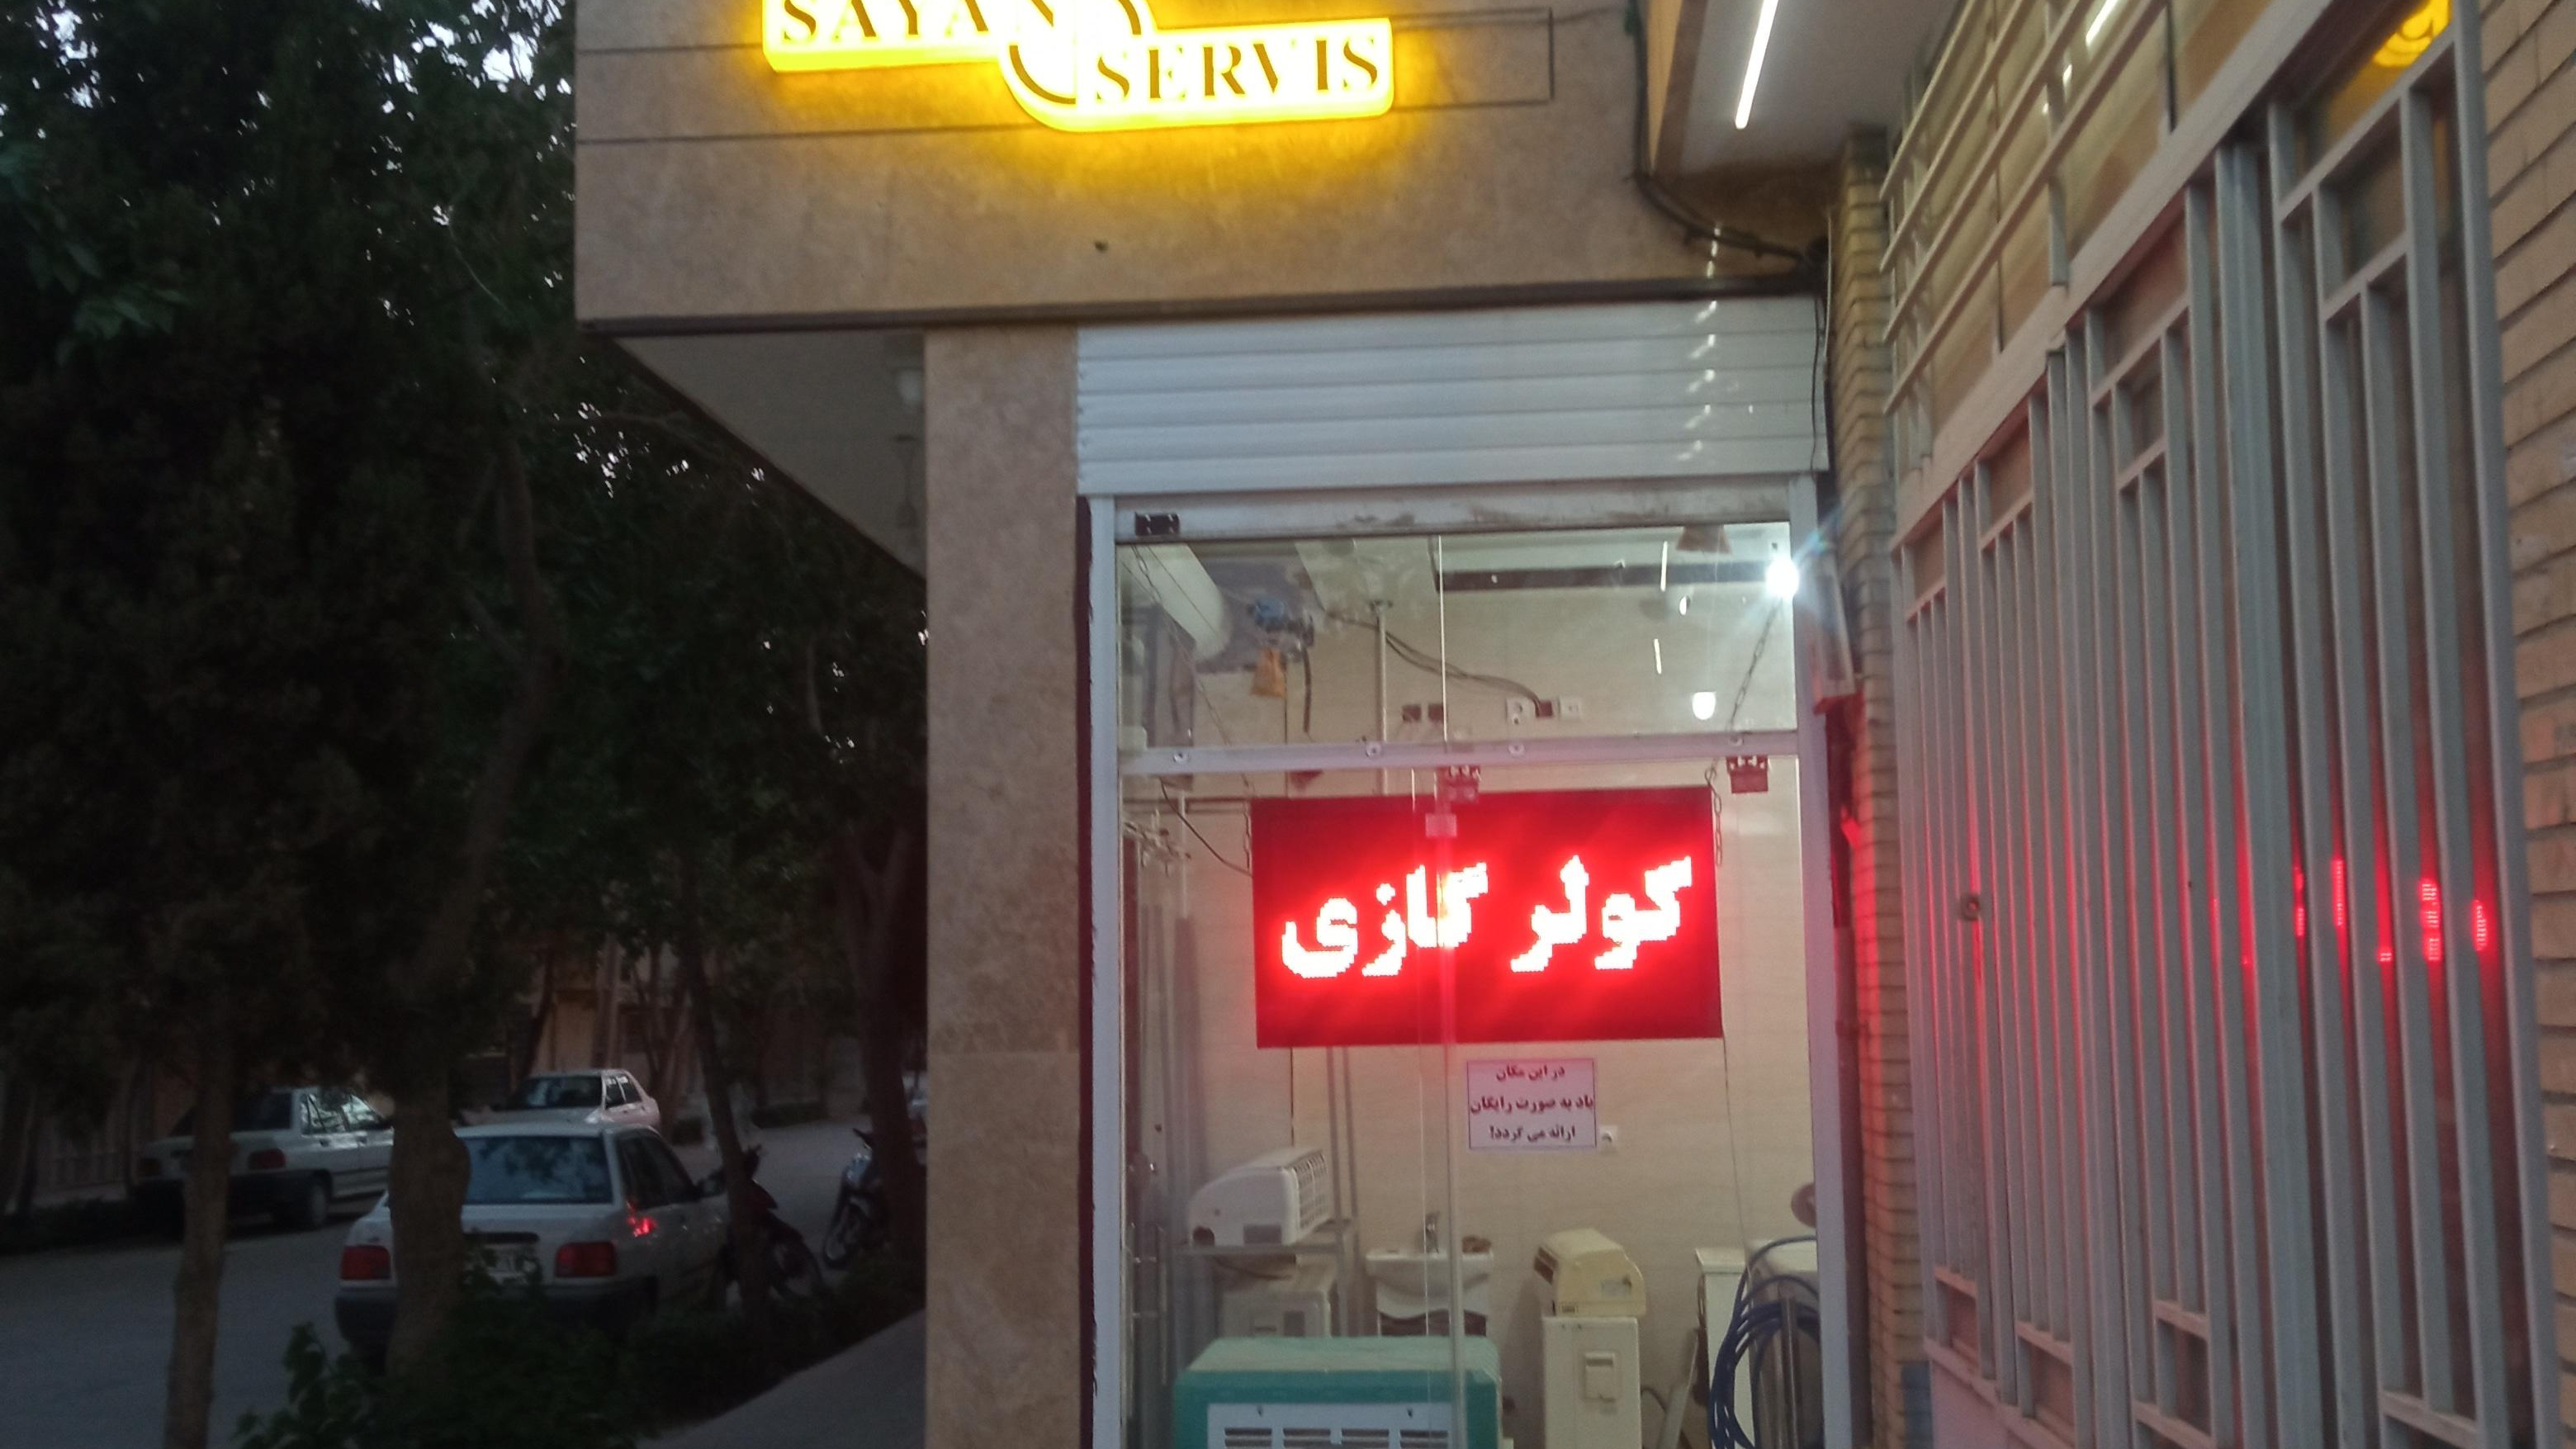 SAYAN
SERVIS
کولر گازی
در این مکان
باد به صورت رایگان
ارائه می گردد!